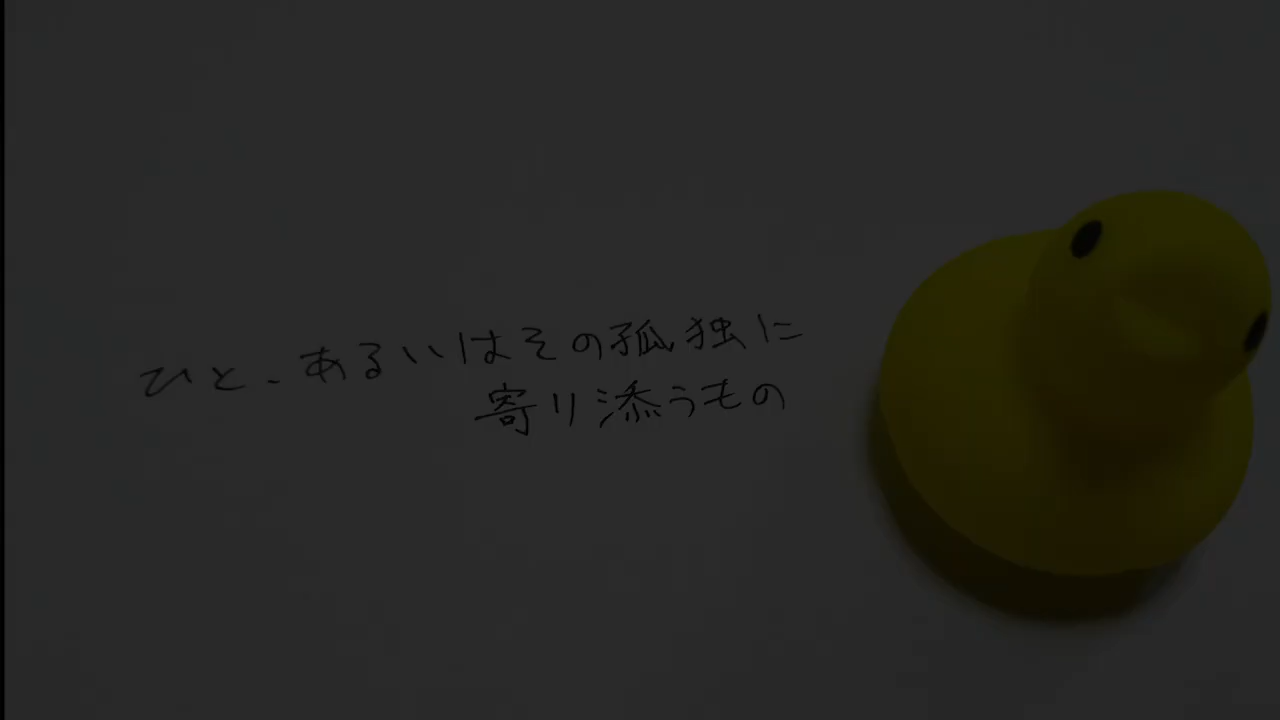 ひと、あるいはその孤独に
寄り添うもの